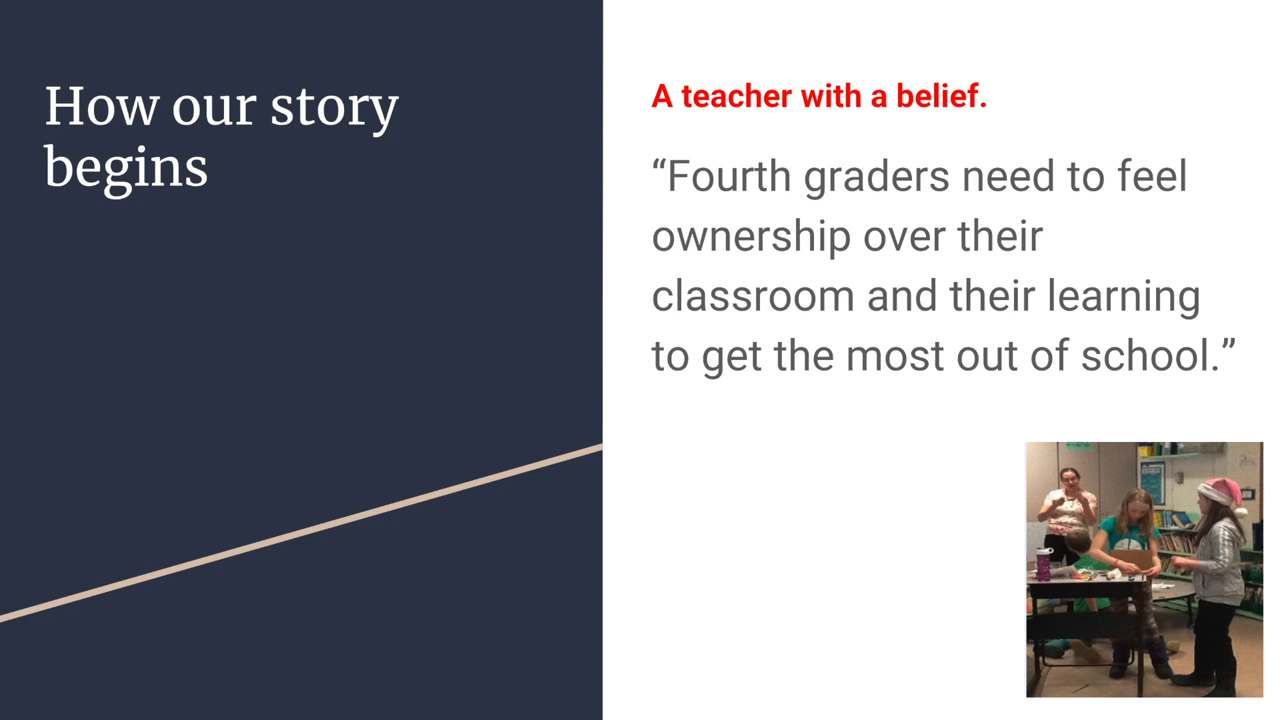 How our story
begins
A teacher with a belief.
“Fourth graders need to feel
ownership over their
classroom and their learning
to get the most out of school.”